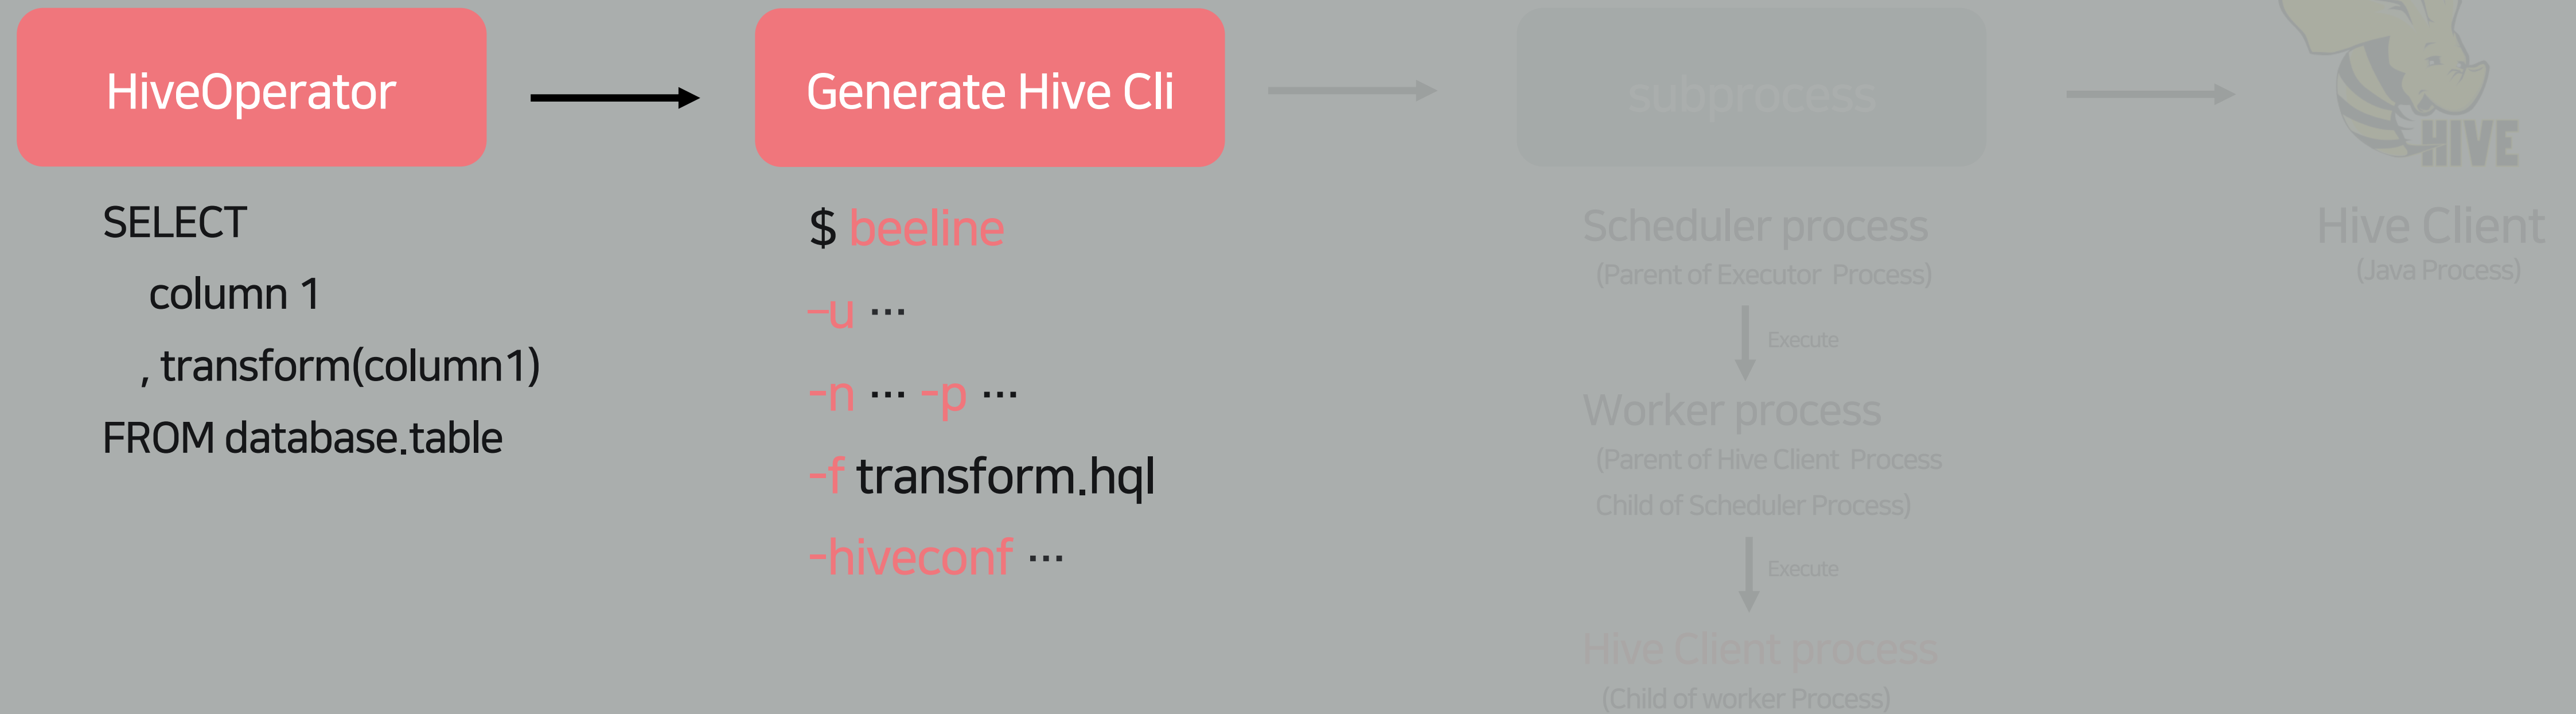 HiveOperator
SELECT
column 1
, transform(column1)
FROM database.table
Generate Hive Cli
$ beeline
–u ···
-n ··· -p ···
-f transform.hql
-hiveconf ···
subprocess
Scheduler process
(Parent of Executor Process)
Execute
Worker process
(Parent of Hive Client Process
Child of Scheduler Process)
Execute
Hive Client process
(Child of worker Process)
HIVE
Hive Client
(Java Process)